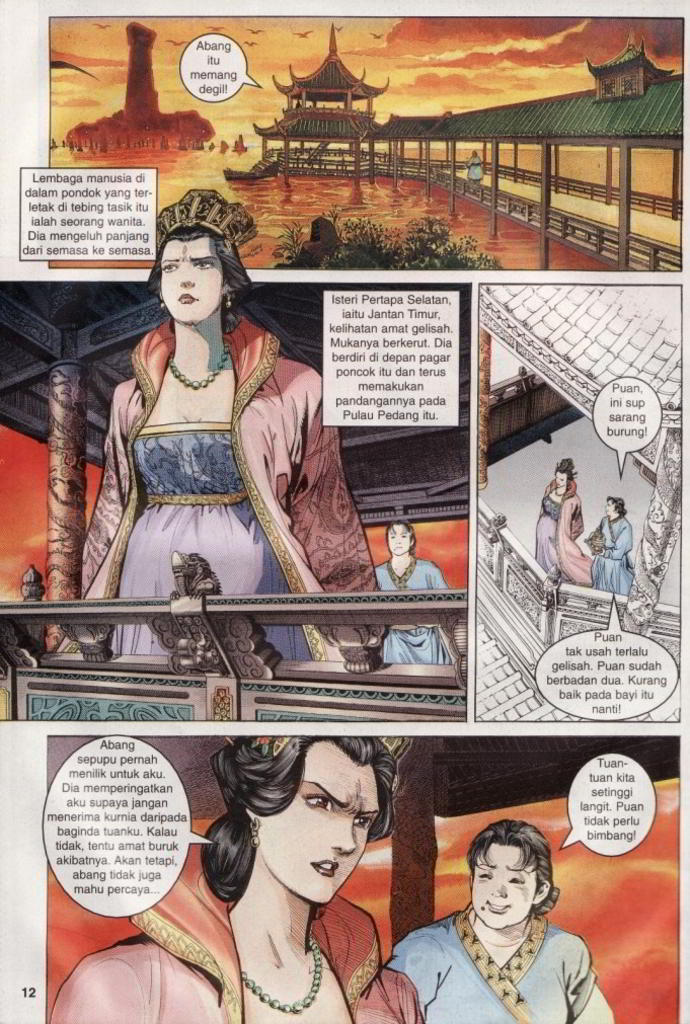 Abang
itu
memang
degil!
Lembaga manusia di
dalam pondok yang ter-
letak di tebing tasik itu
ialah seorang wanita.
Dia mengeluh panjang
dari semasa ke semasa.
Isteri Pertapa Selatan,
iaitu Jantan Timur,
kelihatan amat gelisah.
Mukanya berkerut. Dia
berdiri di depan pagar
poncok itu dan terus
memakukan
pandangannya pada
Pulau Pedang itu.
Puan,
ini sup
sarang
burung!
Puan
tak usah terlalu
gelisah. Puan sudah
berbadan dua. Kurang
baik pada bayi itu
nanti!
Abang
sepupu pernah
menilik untuk aku.
Dia memperingatkan
aku supaya jangan
menerima kurnia daripada
baginda tuanku. Kalau
tidak, tentu amat buruk
akibatnya. Akan tetapi,
abang tidak juga
mahu percaya...
Tuan-
tuan kita
setinggi
langit. Puan
tidak perlu
bimbang!
12